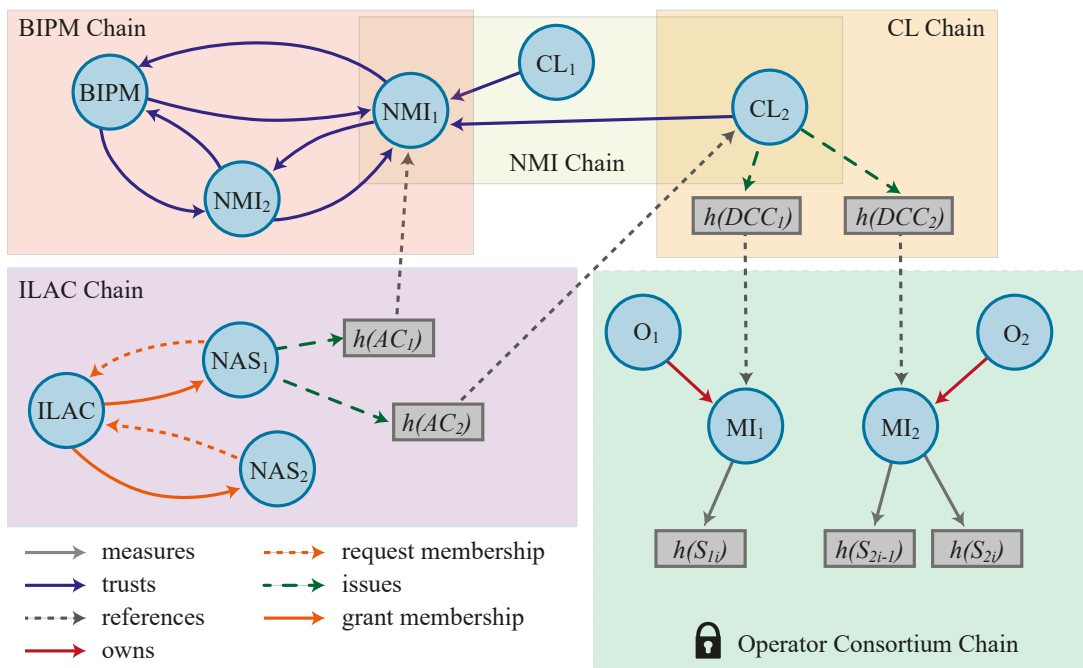 BIPM Chain
CL Chain
BIPM
NMI₁
CL₁
CL₂
NMI Chain
NMI₂
h(DCC₁)
h(DCC₂)
ILAC Chain
h(AC₁)
NAS₁
O₁
O₂
ILAC
h(AC₂)
MI₁
MI₂
NAS₂
h(S₁ᵢ)
h(S₂ᵢ₋₁)
h(S₂ᵢ)
measures
request membership
trusts
issues
references
grant membership
owns
Operator Consortium Chain